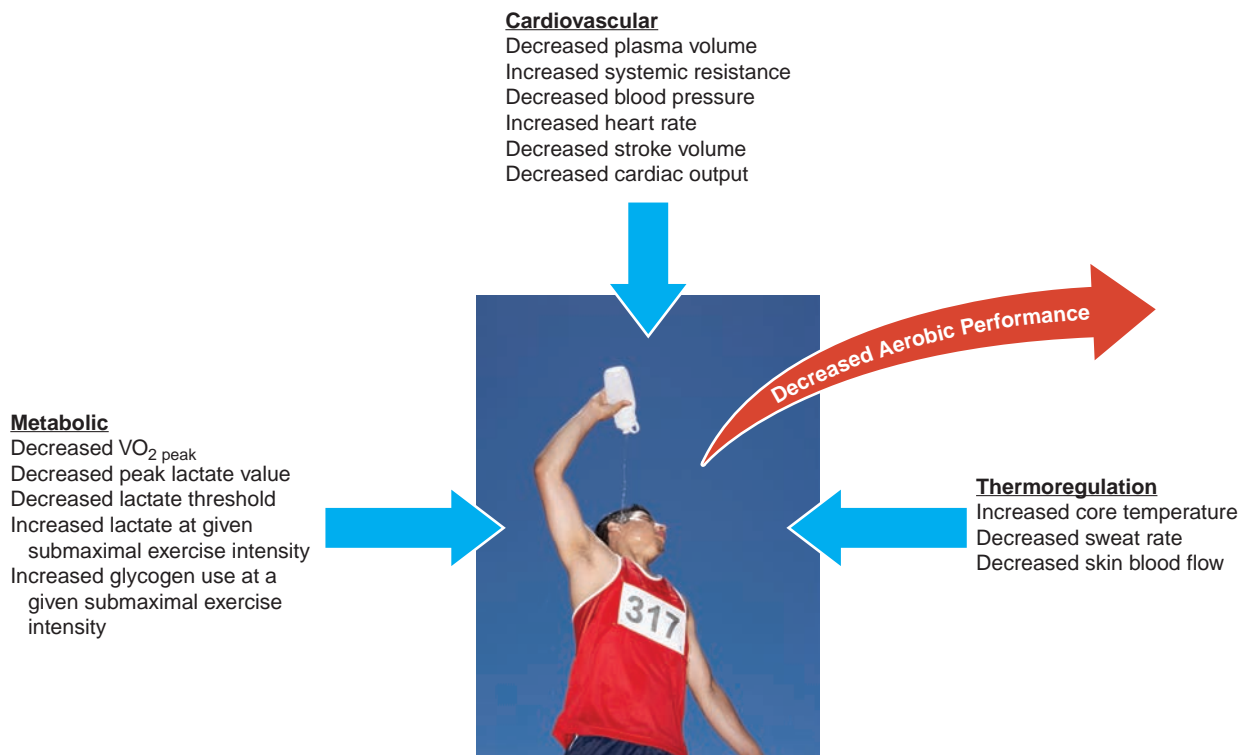 Cardiovascular
Decreased plasma volume
Increased systemic resistance
Decreased blood pressure
Increased heart rate
Decreased stroke volume
Decreased cardiac output
Decreased Aerobic Performance
Metabolic
Decreased VO2 peak
Decreased peak lactate value
Decreased lactate threshold
Increased lactate at given
submaximal exercise intensity
Increased glycogen use at a
given submaximal exercise
intensity
Thermoregulation
Increased core temperature
Decreased sweat rate
Decreased skin blood flow
317